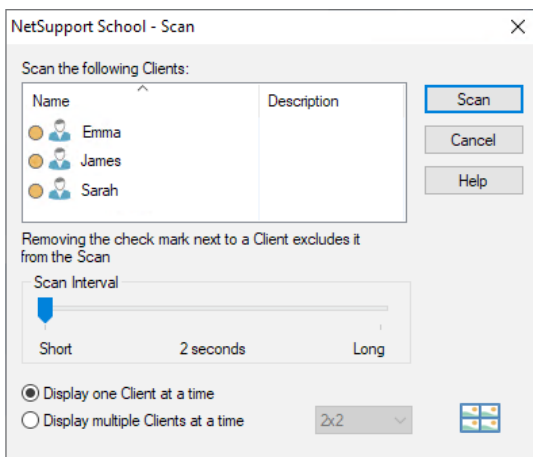 NetSupport School - Scan
Scan the following Clients:
Name Description
Emma
James
Sarah
Scan
Cancel
Help
Removing the check mark next to a Client excludes it
from the Scan
Scan Interval
Short 2 seconds Long
Display one Client at a time
Display multiple Clients at a time 2x2